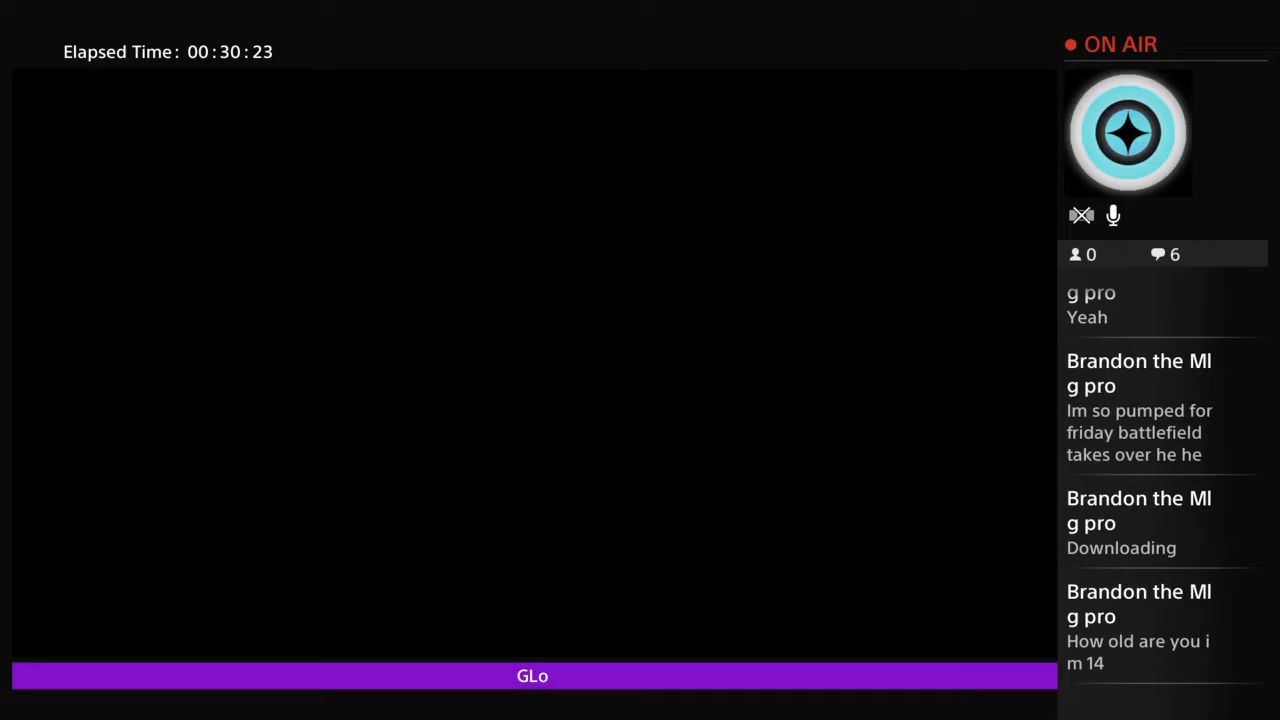 Elapsed Time: 00:30:23
ON AIR
0 6
g pro
Yeah
Brandon the Ml
g pro
Im so pumped for
friday battlefield
takes over he he
Brandon the Ml
g pro
Downloading
Brandon the Ml
g pro
How old are you i
m 14
GLo